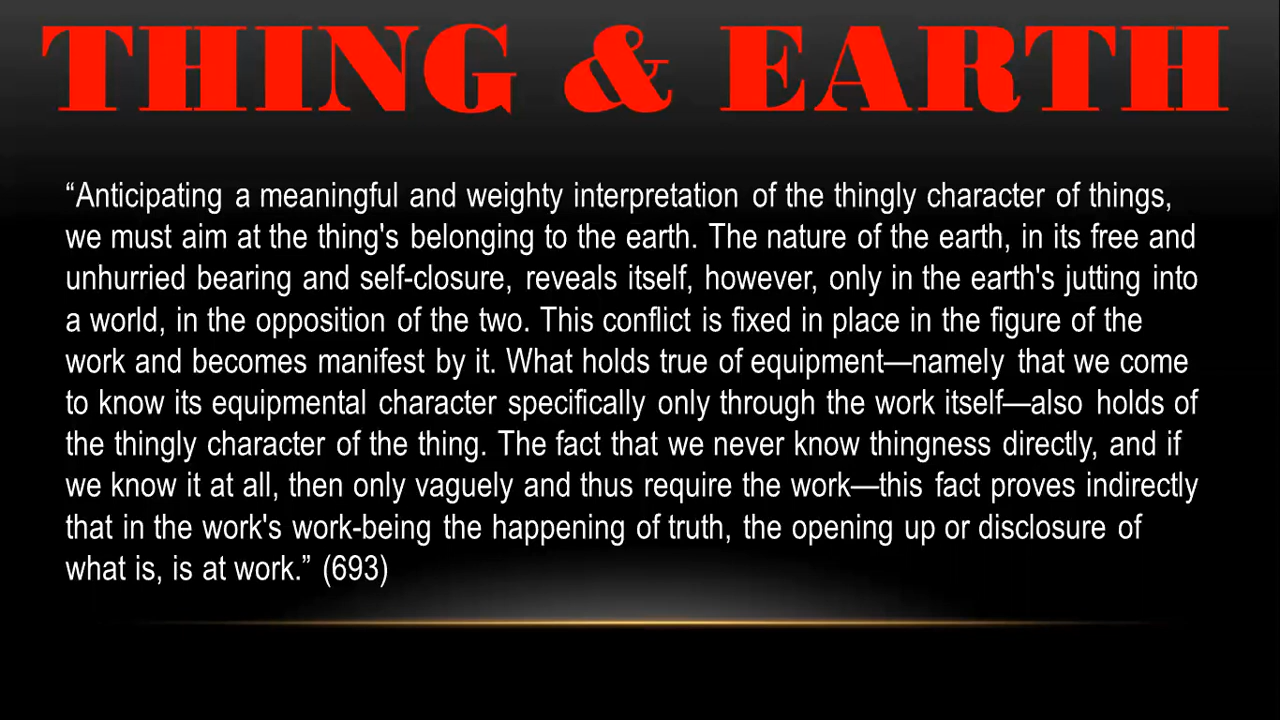 THING & EARTH
“Anticipating a meaningful and weighty interpretation of the thingly character of things,
we must aim at the thing's belonging to the earth. The nature of the earth, in its free and
unhurried bearing and self-closure, reveals itself, however, only in the earth's jutting into
a world, in the opposition of the two. This conflict is fixed in place in the figure of the
work and becomes manifest by it. What holds true of equipment—namely that we come
to know its equipmental character specifically only through the work itself—also holds of
the thingly character of the thing. The fact that we never know thingness directly, and if
we know it at all, then only vaguely and thus require the work—this fact proves indirectly
that in the work's work-being the happening of truth, the opening up or disclosure of
what is, is at work.” (693)